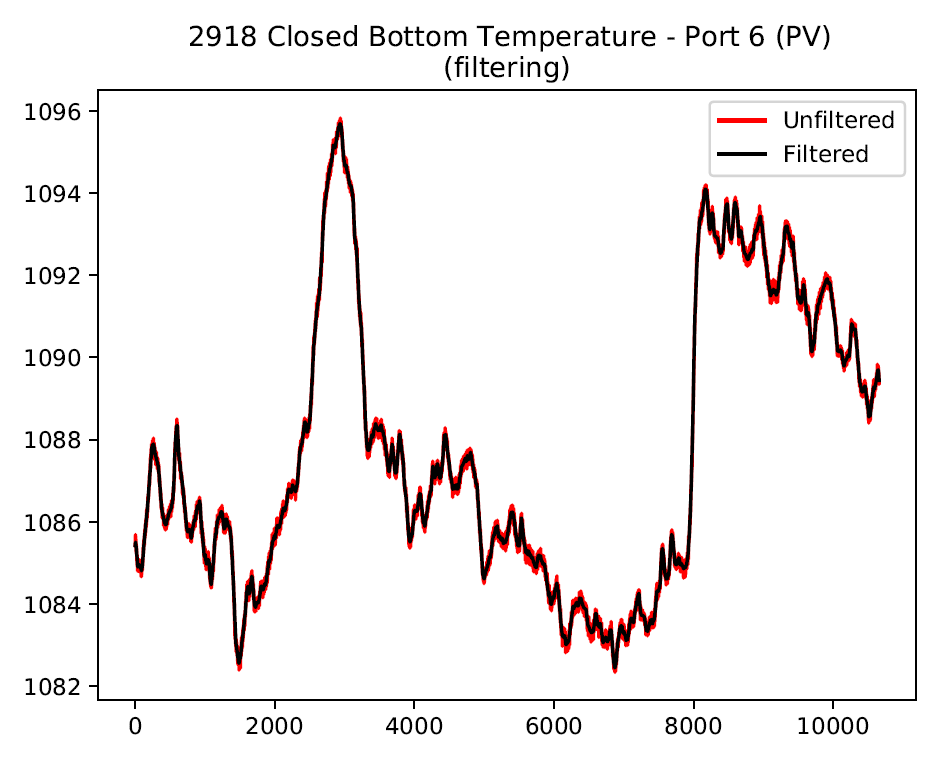 2918 Closed Bottom Temperature - Port 6 (PV)
(filtering)
Unfiltered
Filtered
1096
1094
1092
1090
1088
1086
1084
1082
0 2000 4000 6000 8000 10000